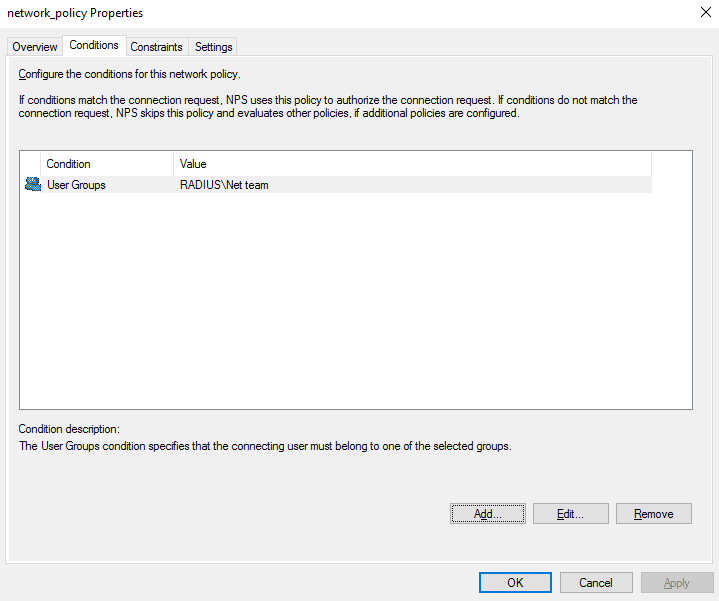 network_policy Properties
Overview
Conditions
Constraints
Settings
Configure the conditions for this network policy.
If conditions match the connection request, NPS uses this policy to authorize the connection request. If conditions do not match the
connection request, NPS skips this policy and evaluates other policies, if additional policies are configured.
Condition
Value
User Groups
RADIUS\Net team
Condition description:
The User Groups condition specifies that the connecting user must belong to one of the selected groups.
Add...
Edit...
Remove
OK
Cancel
Apply